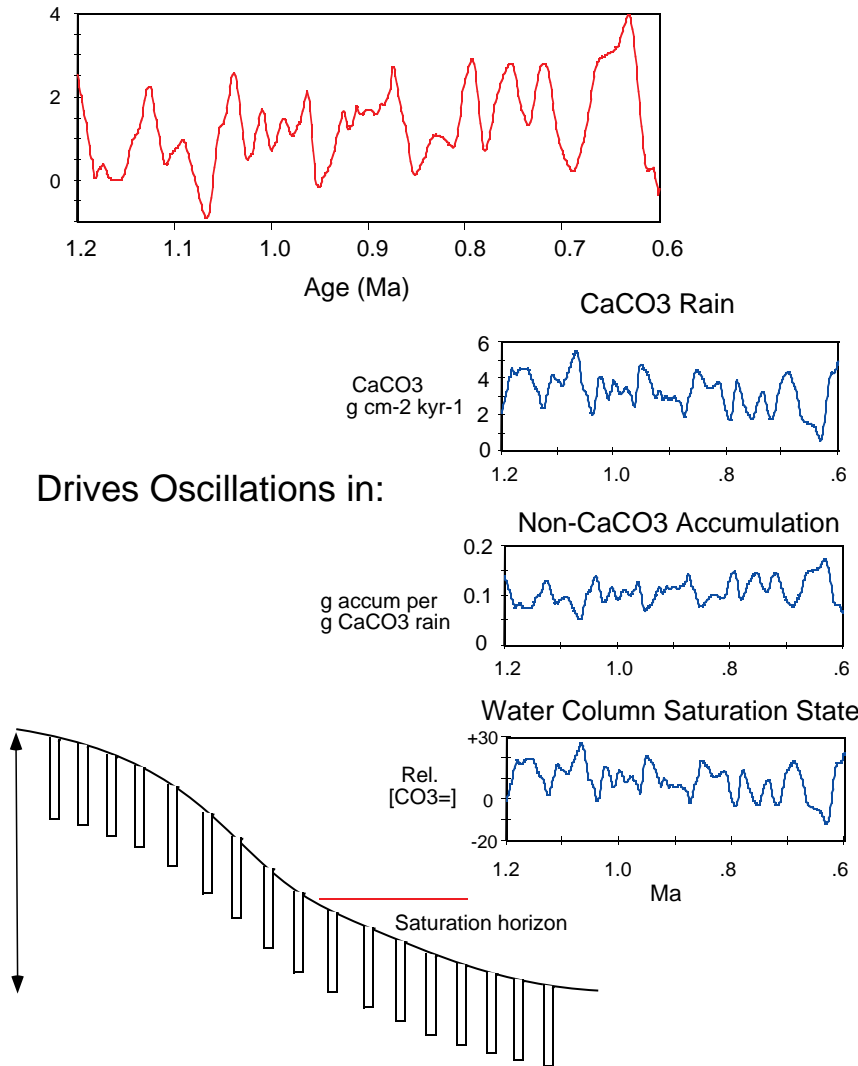 4
2
0
1.2 1.1 1.0 0.9 0.8 0.7 0.6
Age (Ma)
CaCO3 Rain
6
4
2
0
CaCO3
g cm-2 kyr-1
1.2 1.0 .8 .6
Drives Oscillations in:
Non-CaCO3 Accumulation
0.2
0.1
0
g accum per
g CaCO3 rain
1.2 1.0 .8 .6
Water Column Saturation State
+30
0
-20
Rel.
[CO3=]
1.2 1.0 .8 .6
Ma
Saturation horizon